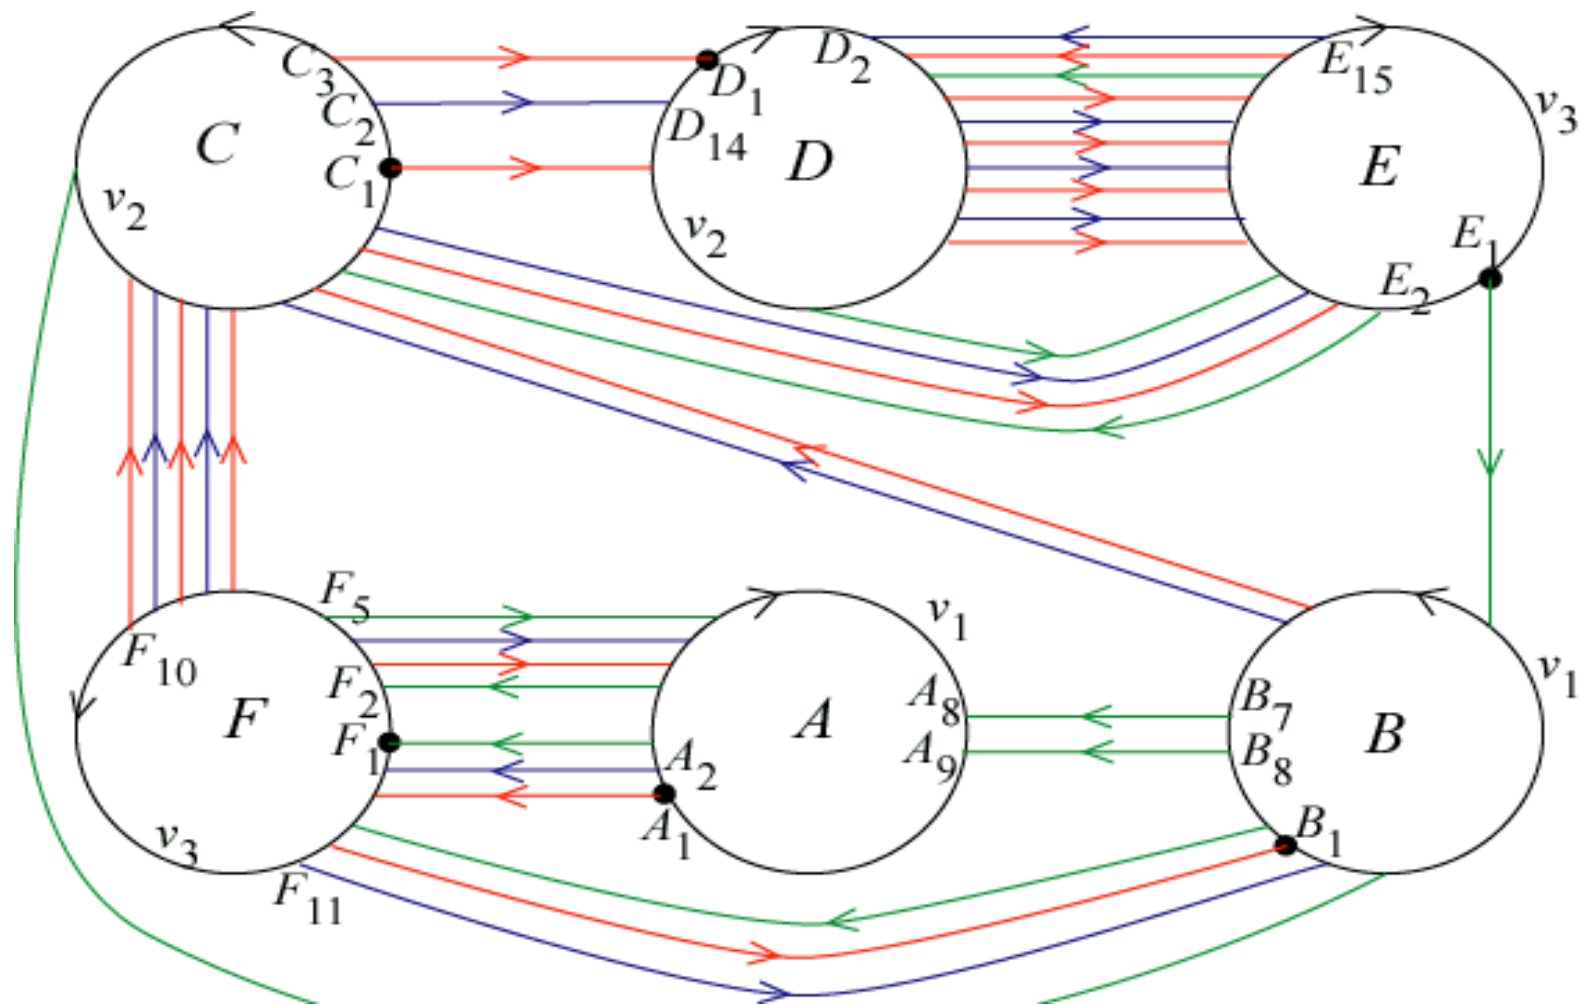 C₃ D₁ D₂ E₁₅
C₂ D₁₄ v₃
C C₁ D E
v₂ v₂ E₁
E₂
F₅ v₁
F₁₀ F₂ A₈ B₇ v₁
F F₁ A A₉ B₈ B
A₂
v₃ A₁ B₁
F₁₁